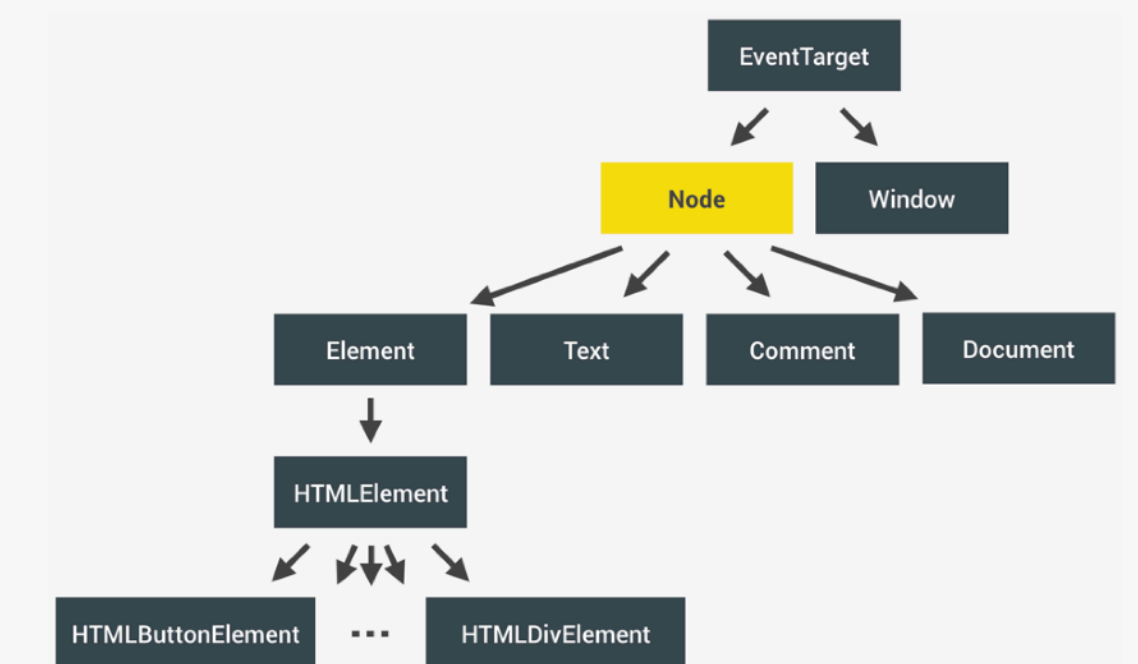 EventTarget
Node
Window
Element
Text
Comment
Document
HTMLElement
HTMLButtonElement
...
HTMLDivElement